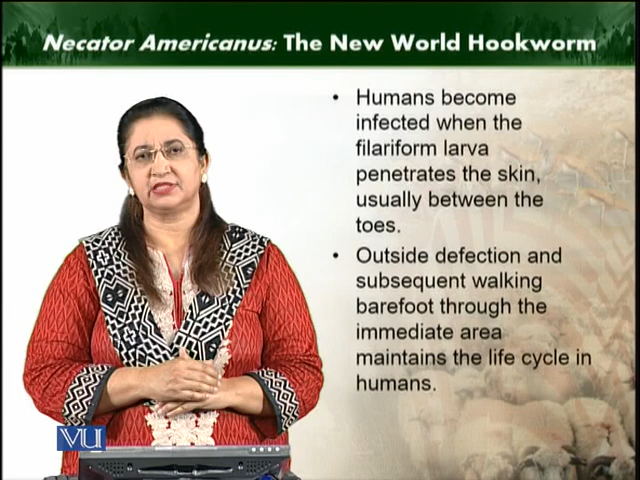 Necator Americanus: The New World Hookworm
• Humans become
infected when the
filariform larva
penetrates the skin,
usually between the
toes.
• Outside defection and
subsequent walking
barefoot through the
immediate area
maintains the life cycle in
humans.
VU